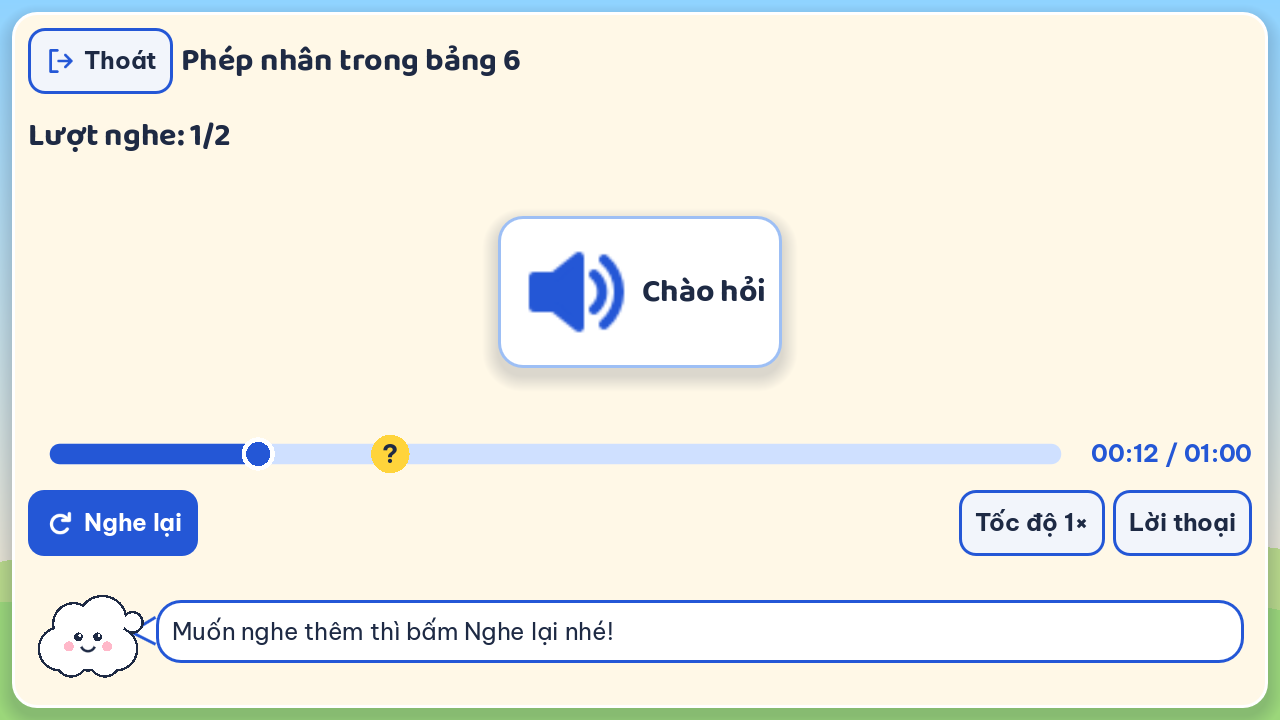 Thoát
Phép nhân trong bảng 6
Lượt nghe: 1/2
Chào hỏi
?
00:12 / 01:00
Nghe lại
Tốc độ 1×
Lời thoại
Muốn nghe thêm thì bấm Nghe lại nhé!